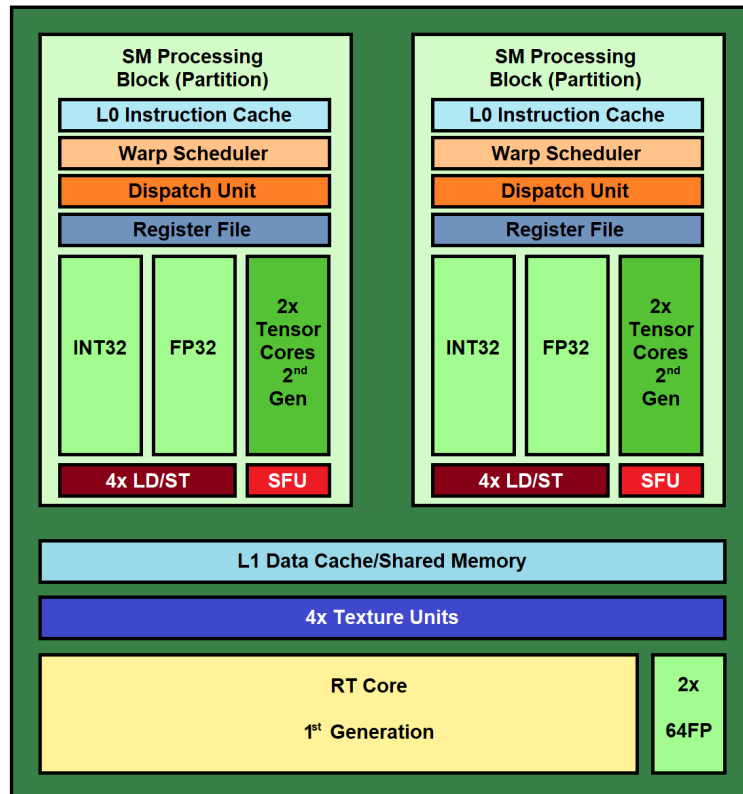 SM Processing
Block (Partition)
L0 Instruction Cache
Warp Scheduler
Dispatch Unit
Register File
INT32
FP32
2x
Tensor
Cores
2nd
Gen
4x LD/ST
SFU
SM Processing
Block (Partition)
L0 Instruction Cache
Warp Scheduler
Dispatch Unit
Register File
INT32
FP32
2x
Tensor
Cores
2nd
Gen
4x LD/ST
SFU
L1 Data Cache/Shared Memory
4x Texture Units
RT Core
1st Generation
2x
64FP